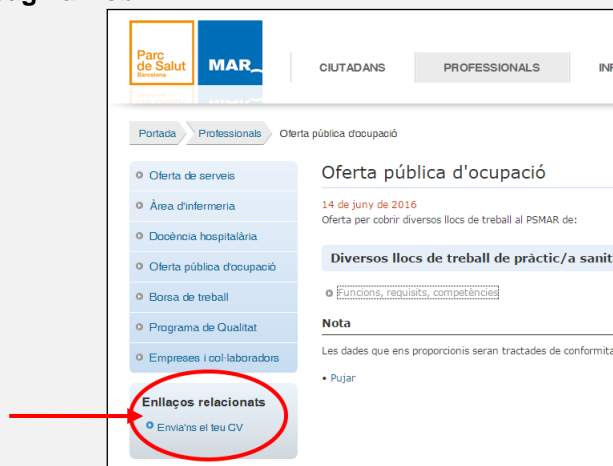 Parc
de Salut
Barcelona
MAR
CIUTADANS
PROFESSIONALS
Portada
Professionals
Oferta pública d'ocupació
Oferta de serveis
Àrea d'infermeria
Docència hospitalària
Oferta pública d'ocupació
Borsa de treball
Programa de Qualitat
Empreses i col·laboradors
Enllaços relacionats
Envia'ns el teu CV
Oferta pública d'ocupació
14 de juny de 2016
Oferta per cobrir diversos llocs de treball al PSMAR de:
Diversos llocs de treball de pràctic/a sanit
Funcions, requisits, competències
Nota
Les dades que ens proporcionis seran tractades de conformita
• Pujar